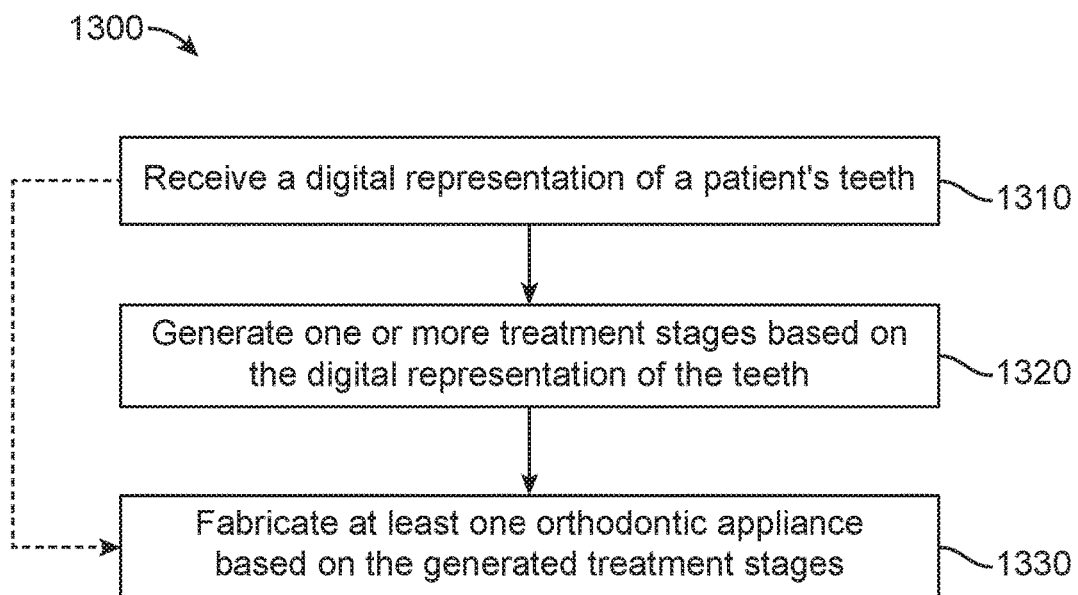 1300
Receive a digital representation of a patient's teeth
1310
Generate one or more treatment stages based on
the digital representation of the teeth
1320
Fabricate at least one orthodontic appliance
based on the generated treatment stages
1330